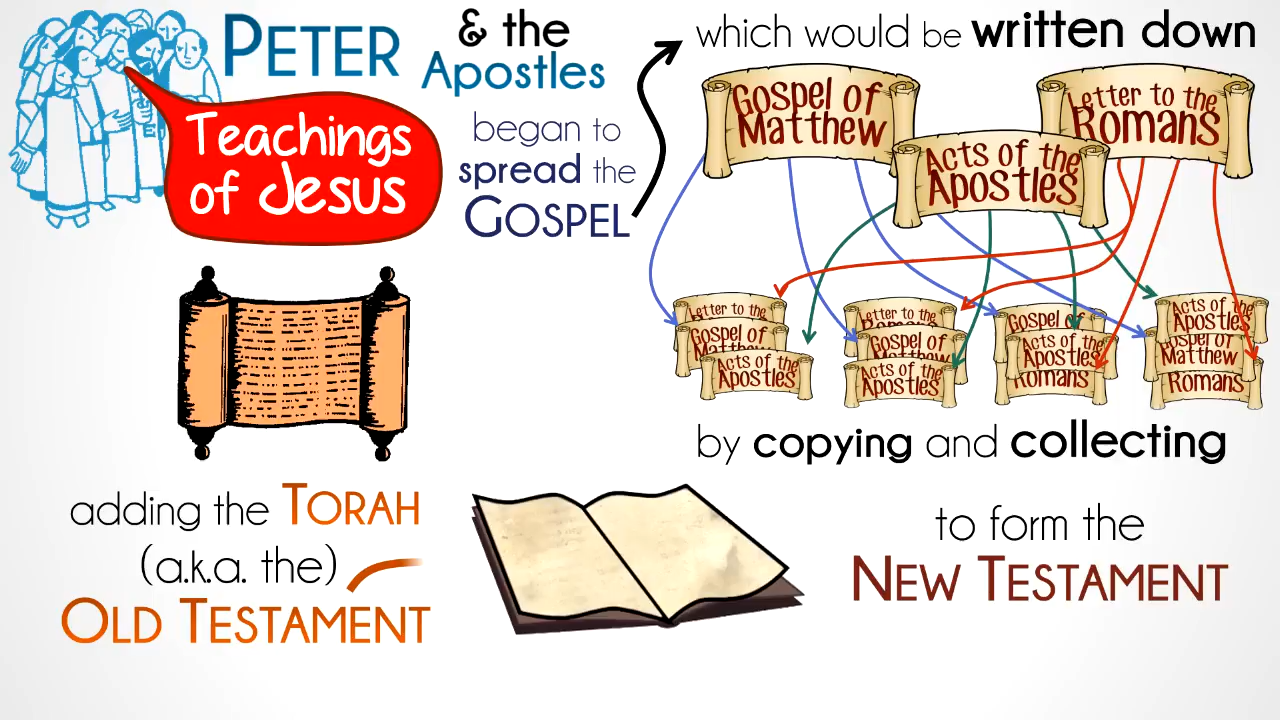 PETER & the
Apostles
Teachings
of Jesus
began to
spread the
GOSPEL
which would be written down
Gospel of
Matthew
Letter to the
Romans
Acts of the
Apostles
Letter to the
Gospel of
Matthew
Acts of the
Apostles
Letter to the
Romans
Gospel of
Matthew
Acts of the
Apostles
Gospel of
Acts of the
Apostles
Romans
Acts of the
Apostles
Gospel of
Matthew
Romans
by copying and collecting
adding the TORAH
(a.k.a. the)
OLD TESTAMENT
to form the
NEW TESTAMENT